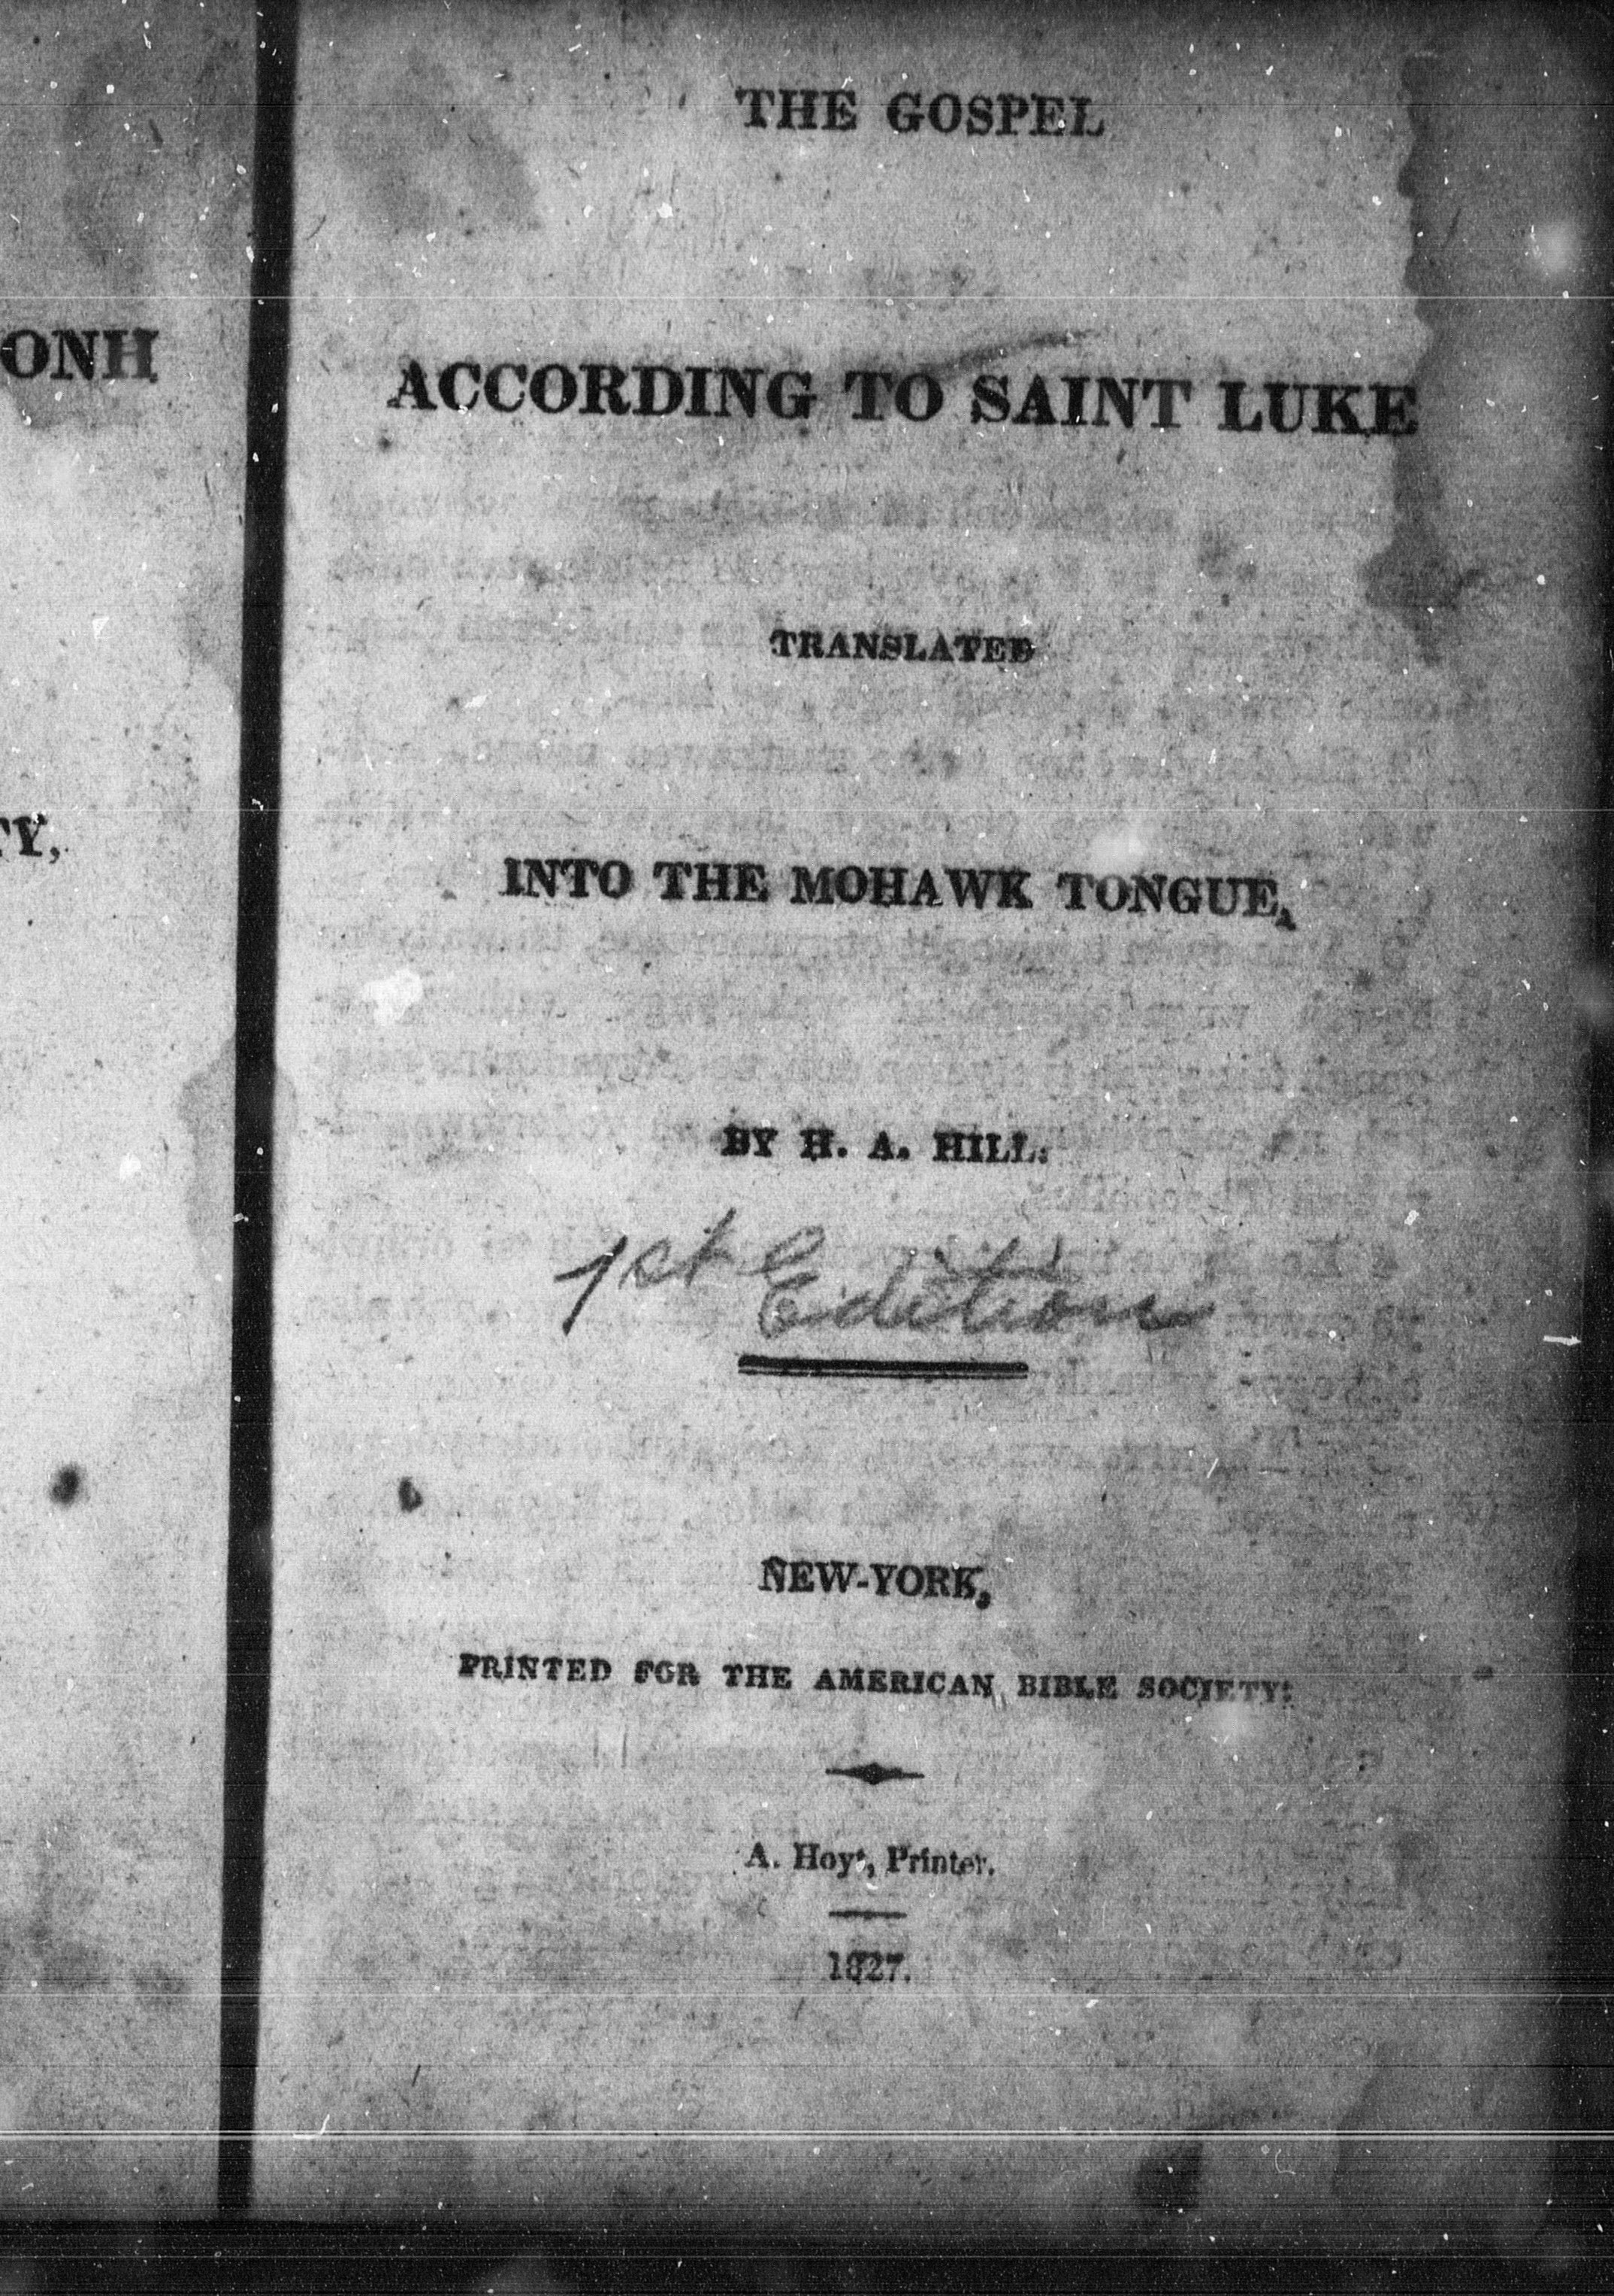 ONH
TY,
THE GOSPEL
ACCORDING TO SAINT LUKE
TRANSLATED
INTO THE MOHAWK TONGUE,
BY H. A. HILL.
1st Edition
NEW-YORK,
PRINTED FOR THE AMERICAN BIBLE SOCIETY:
A. Hoyt, Printer.
1827.